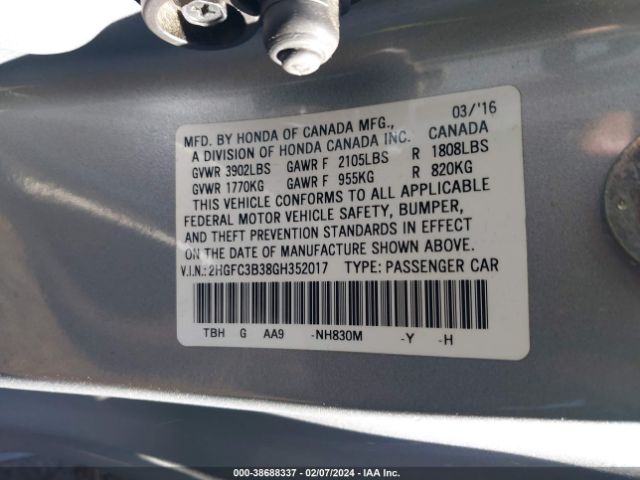 03/'16
MFD. BY HONDA OF CANADA MFG.,
A DIVISION OF HONDA CANADA INC. CANADA
GVWR 3902LBS GAWR F 2105LBS R 1808LBS
GVWR 1770KG GAWR F 955KG R 820KG
THIS VEHICLE CONFORMS TO ALL APPLICABLE
FEDERAL MOTOR VEHICLE SAFETY, BUMPER,
AND THEFT PREVENTION STANDARDS IN EFFECT
ON THE DATE OF MANUFACTURE SHOWN ABOVE.
V.I.N.:2HGFC3B38GH352017 TYPE: PASSENGER CAR
TBH G AA9 -NH830M -Y -H
000-38688337 - 02/07/2024 - IAA Inc.